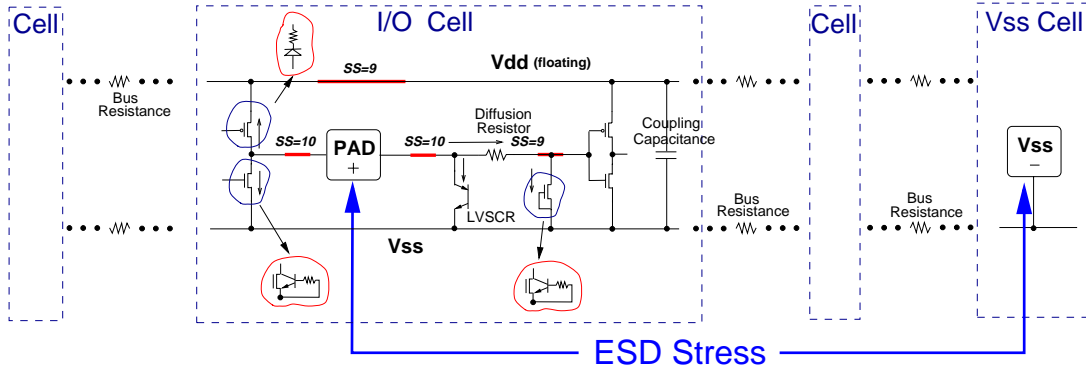 Cell
I/O Cell
Cell
Vss Cell
SS=9
Vdd (floating)
Bus
Resistance
Diffusion
Resistor
Coupling
Capacitance
SS=10
PAD
+
SS=10
SS=9
Vss
−
LVSCR
Bus
Resistance
Bus
Resistance
Vss
ESD Stress